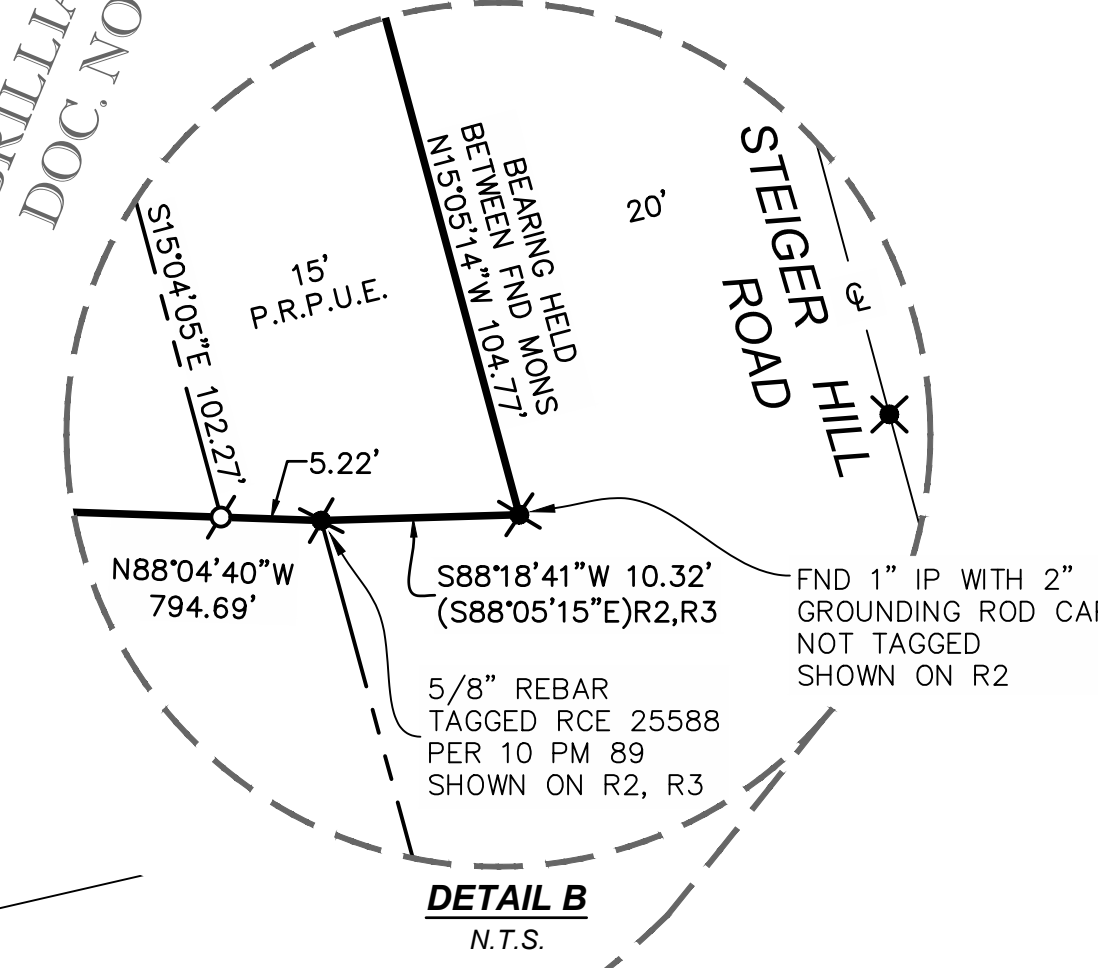 DOC. NO
S15°04'05"E 102.27'
15'
P.R.P.U.E.
BEARING HELD
BETWEEN FND MONS
N15°05'14"W 104.77'
20'
STEIGER HILL
ROAD
℄
5.22'
N88°04'40"W
794.69'
S88°18'41"W 10.32'
(S88°05'15"E)R2,R3
FND 1" IP WITH 2"
GROUNDING ROD
NOT TAGGED
SHOWN ON R2
5/8" REBAR
TAGGED RCE 25588
PER 10 PM 89
SHOWN ON R2, R3
DETAIL B
N.T.S.